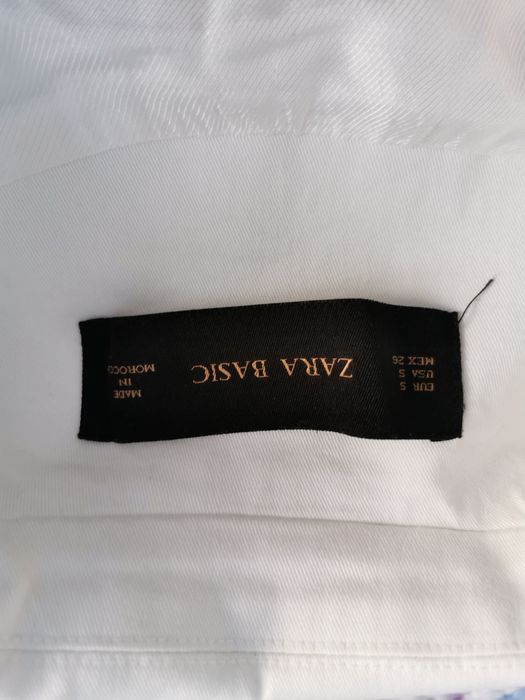 EUR S
USA S
MEX 26
ZARA BASIC
MADE
IN
MOROCCO